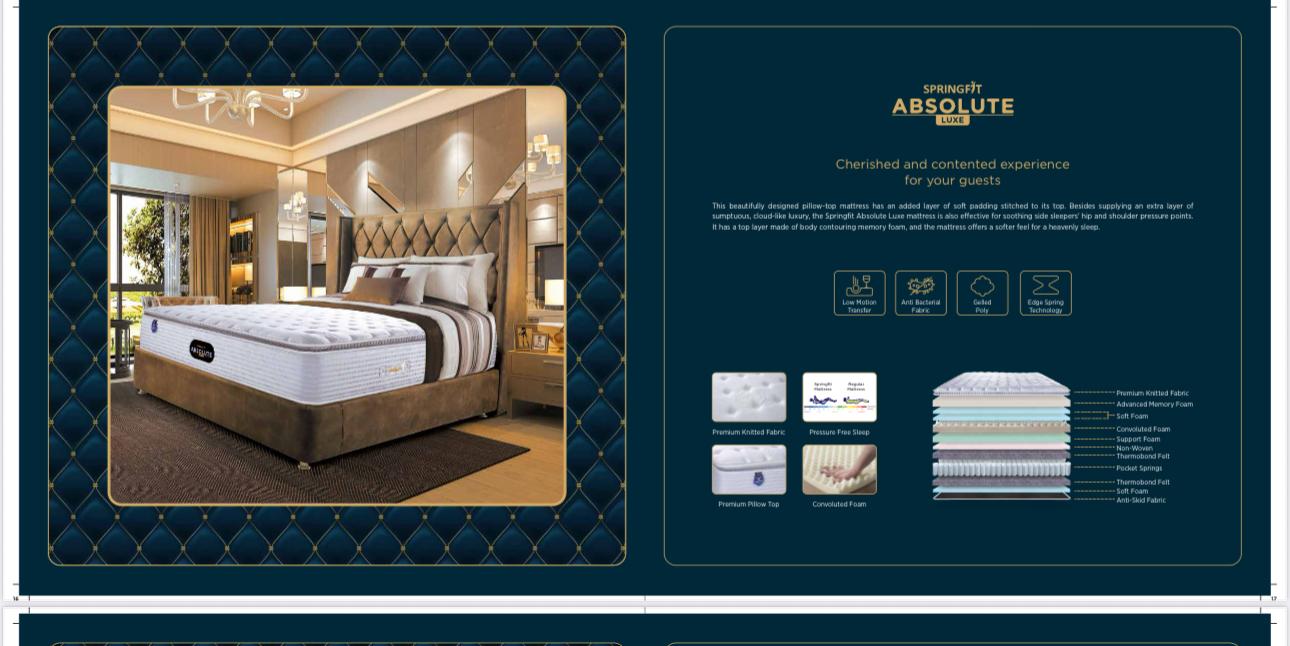 ABSOLUTE
SPRINGFIT
ABSOLUTE
LUXE
Cherished and contented experience
for your guests
This beautifully designed pillow-top mattress has an added layer of soft padding stitched to its top. Besides supplying an extra layer of
sumptuous, cloud-like luxury, the Springfit Absolute Luxe mattress is also effective for soothing side sleepers' hip and shoulder pressure points.
It has a top layer made of body contouring memory foam, and the mattress offers a softer feel for a heavenly sleep.
Low Motion
Transfer
Anti Bacterial
Fabric
Gelled
Poly
Edge Spring
Technology
Springfit
Mattress
Regular
Mattress
Premium Knitted Fabric
Pressure Free Sleep
Premium Pillow Top
Convoluted Foam
Premium Knitted Fabric
Advanced Memory Foam
Soft Foam
Convoluted Foam
Support Foam
Non-Woven
Thermobond Felt
Pocket Springs
Thermobond Felt
Soft Foam
Anti-Skid Fabric
16
17